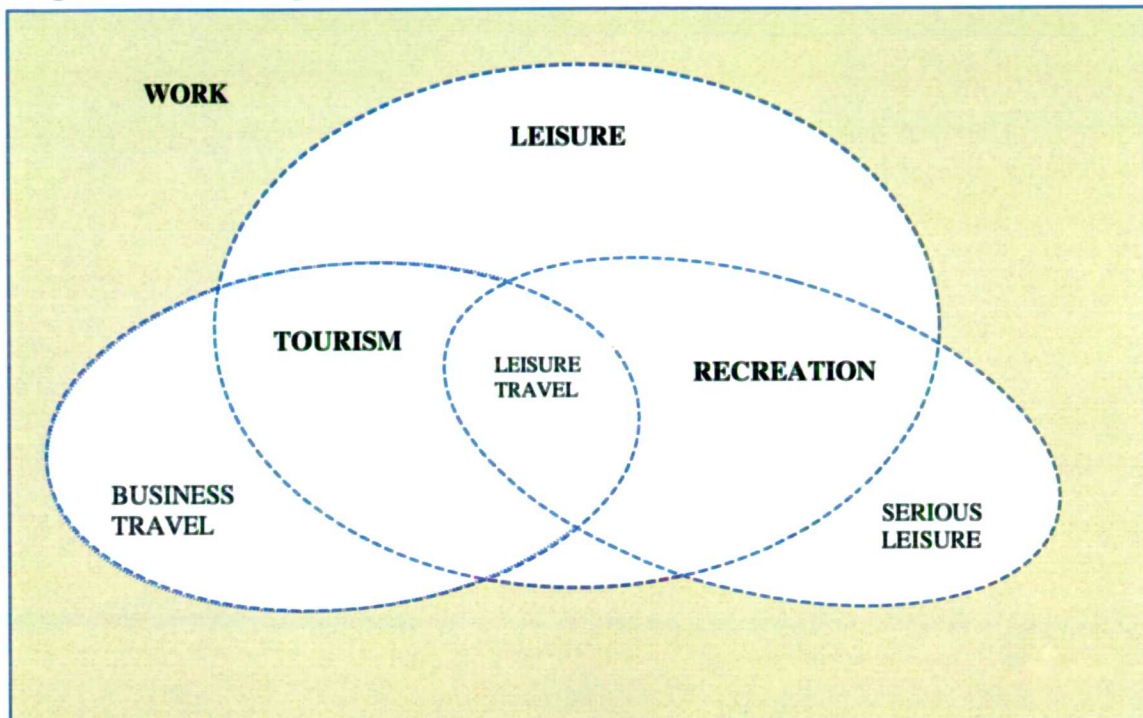 WORK
LEISURE
TOURISM
LEISURE
TRAVEL
RECREATION
BUSINESS
TRAVEL
SERIOUS
LEISURE